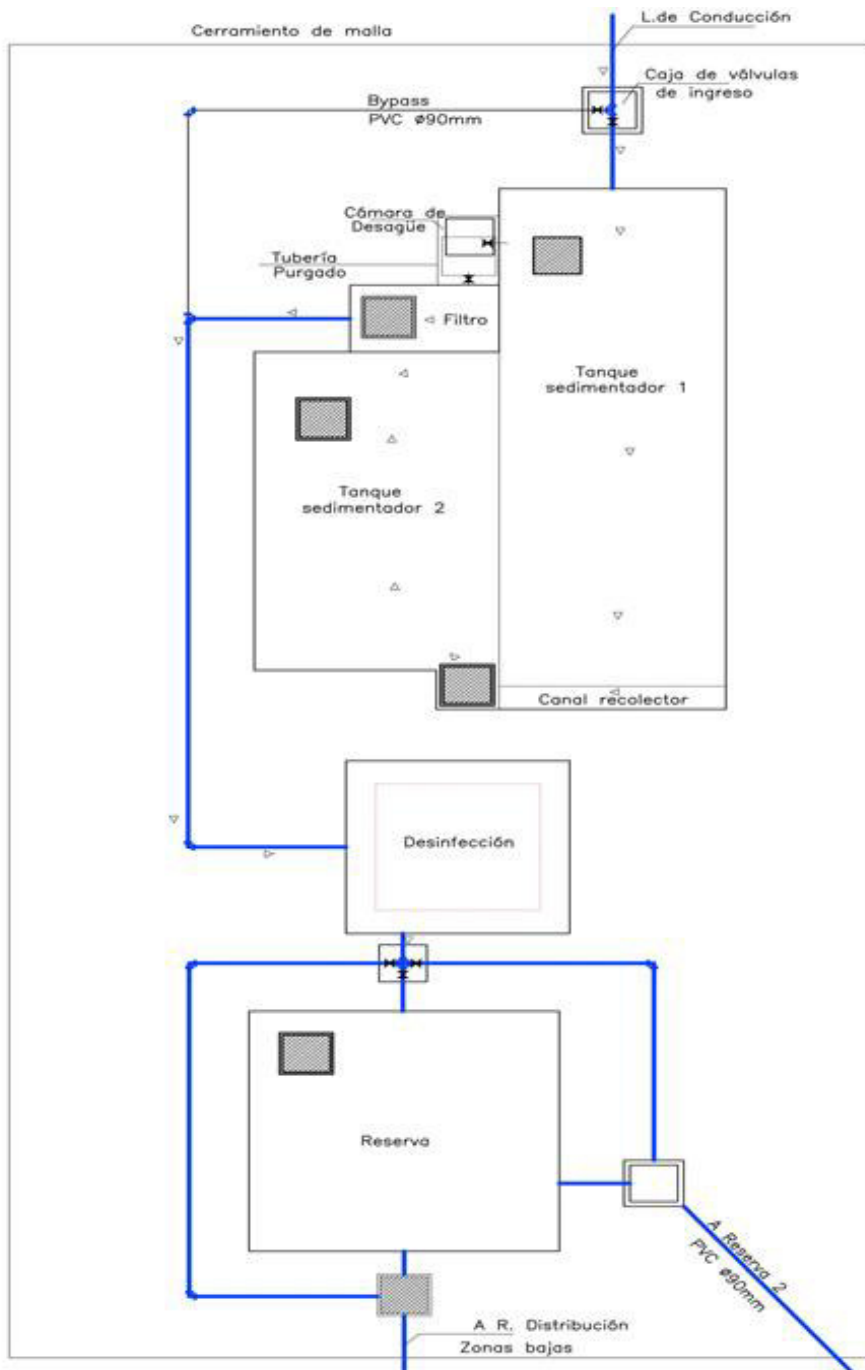 L.de Conducción
Cerramiento de malla
Caja de válvulas
de ingreso
Bypass
PVC ø90mm
Cámara de
Desagüe
Tubería
Purgado
Filtro
Tanque
sedimentador 1
Tanque
sedimentador 2
Canal recolector
Desinfección
Reserva
A Reserva 2
PVC ø90mm
A R. Distribución
Zonas bajas